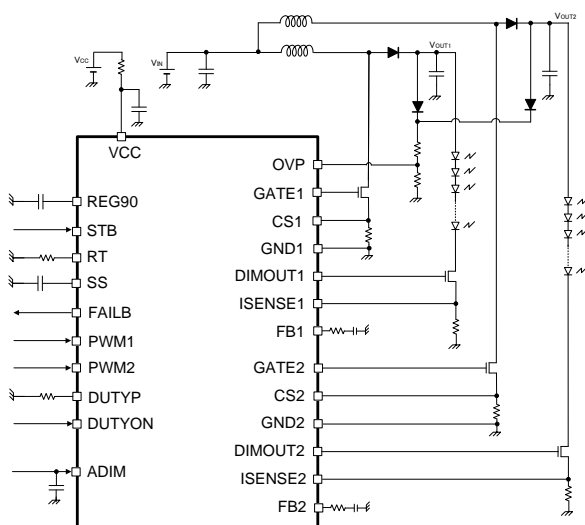 VOUT2
VCC
VIN
VOUT1
VCC
OVP
GATE1
REG90
CS1
STB
GND1
RT
DIMOUT1
SS
ISENSE1
FAILB
FB1
PWM1
PWM2
GATE2
DUTYP
CS2
DUTYON
GND2
DIMOUT2
ADIM
ISENSE2
FB2